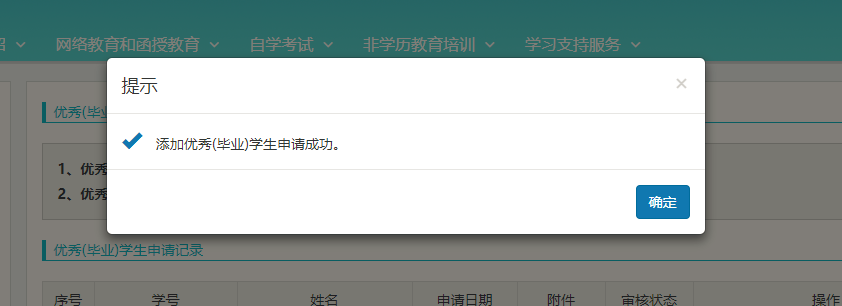 绍 网络教育和函授教育 自学考试 非学历教育培训 学习支持服务
提示 ×
优秀(毕业
添加优秀(毕业)学生申请成功。
1、优秀
2、优秀
确定
优秀(毕业)学生申请记录
序号 学号 姓名 申请日期 附件 审核状态 操作